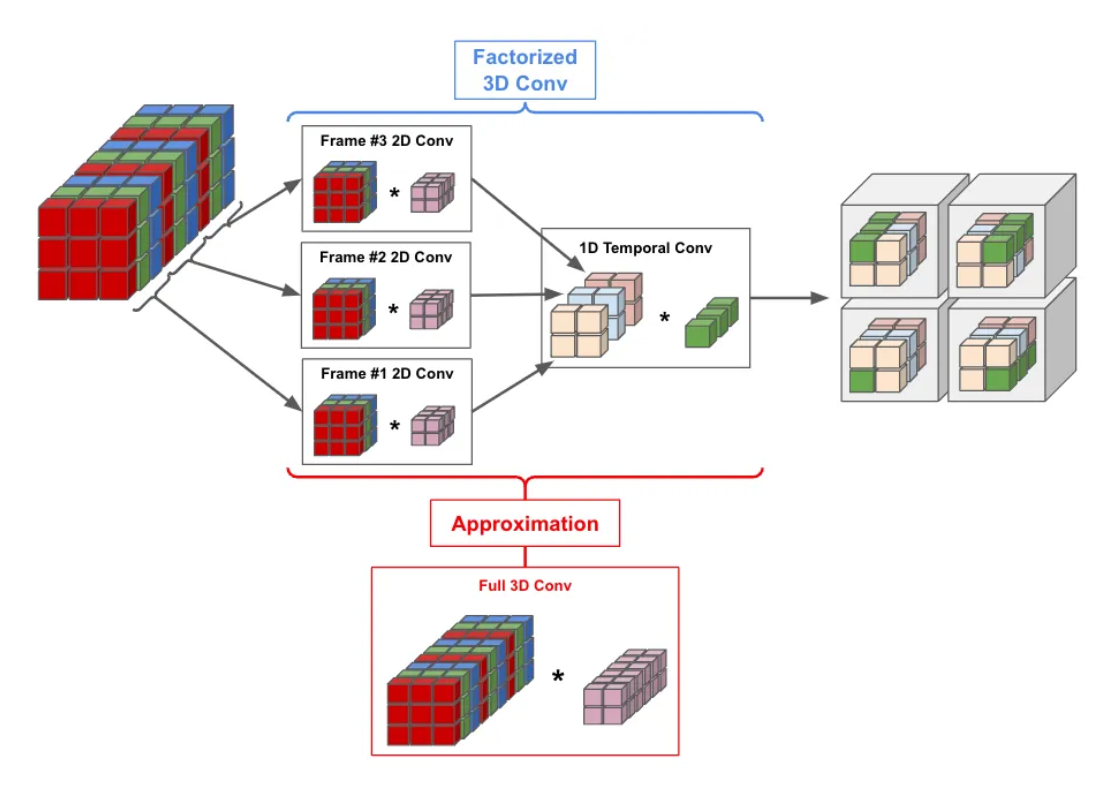 Factorized
3D Conv
Frame #3 2D Conv
*
Frame #2 2D Conv
*
Frame #1 2D Conv
*
1D Temporal Conv
*
Approximation
Full 3D Conv
*